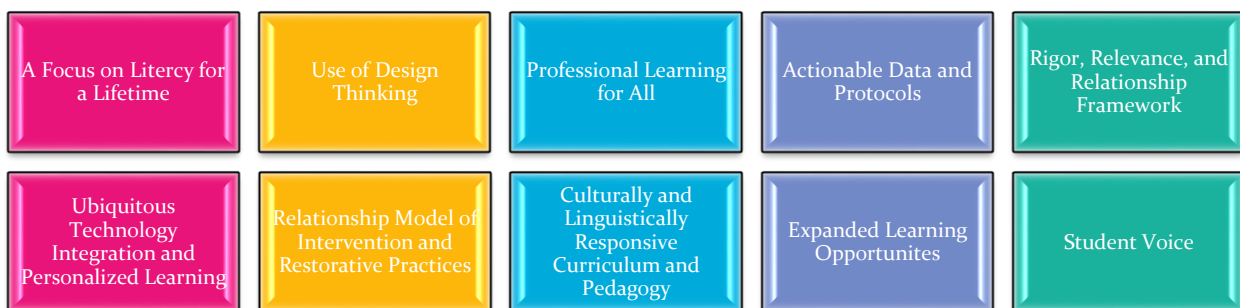 A Focus on Litercy for
a Lifetime
Use of Design
Thinking
Professional Learning
for All
Actionable Data and
Protocols
Rigor, Relevance, and
Relationship
Framework
Ubiquitous
Technology
Integration and
Personalized Learning
Relationship Model of
Intervention and
Restorative Practices
Culturally and
Linguistically
Responsive
Curriculum and
Pedagogy
Expanded Learning
Opportunites
Student Voice